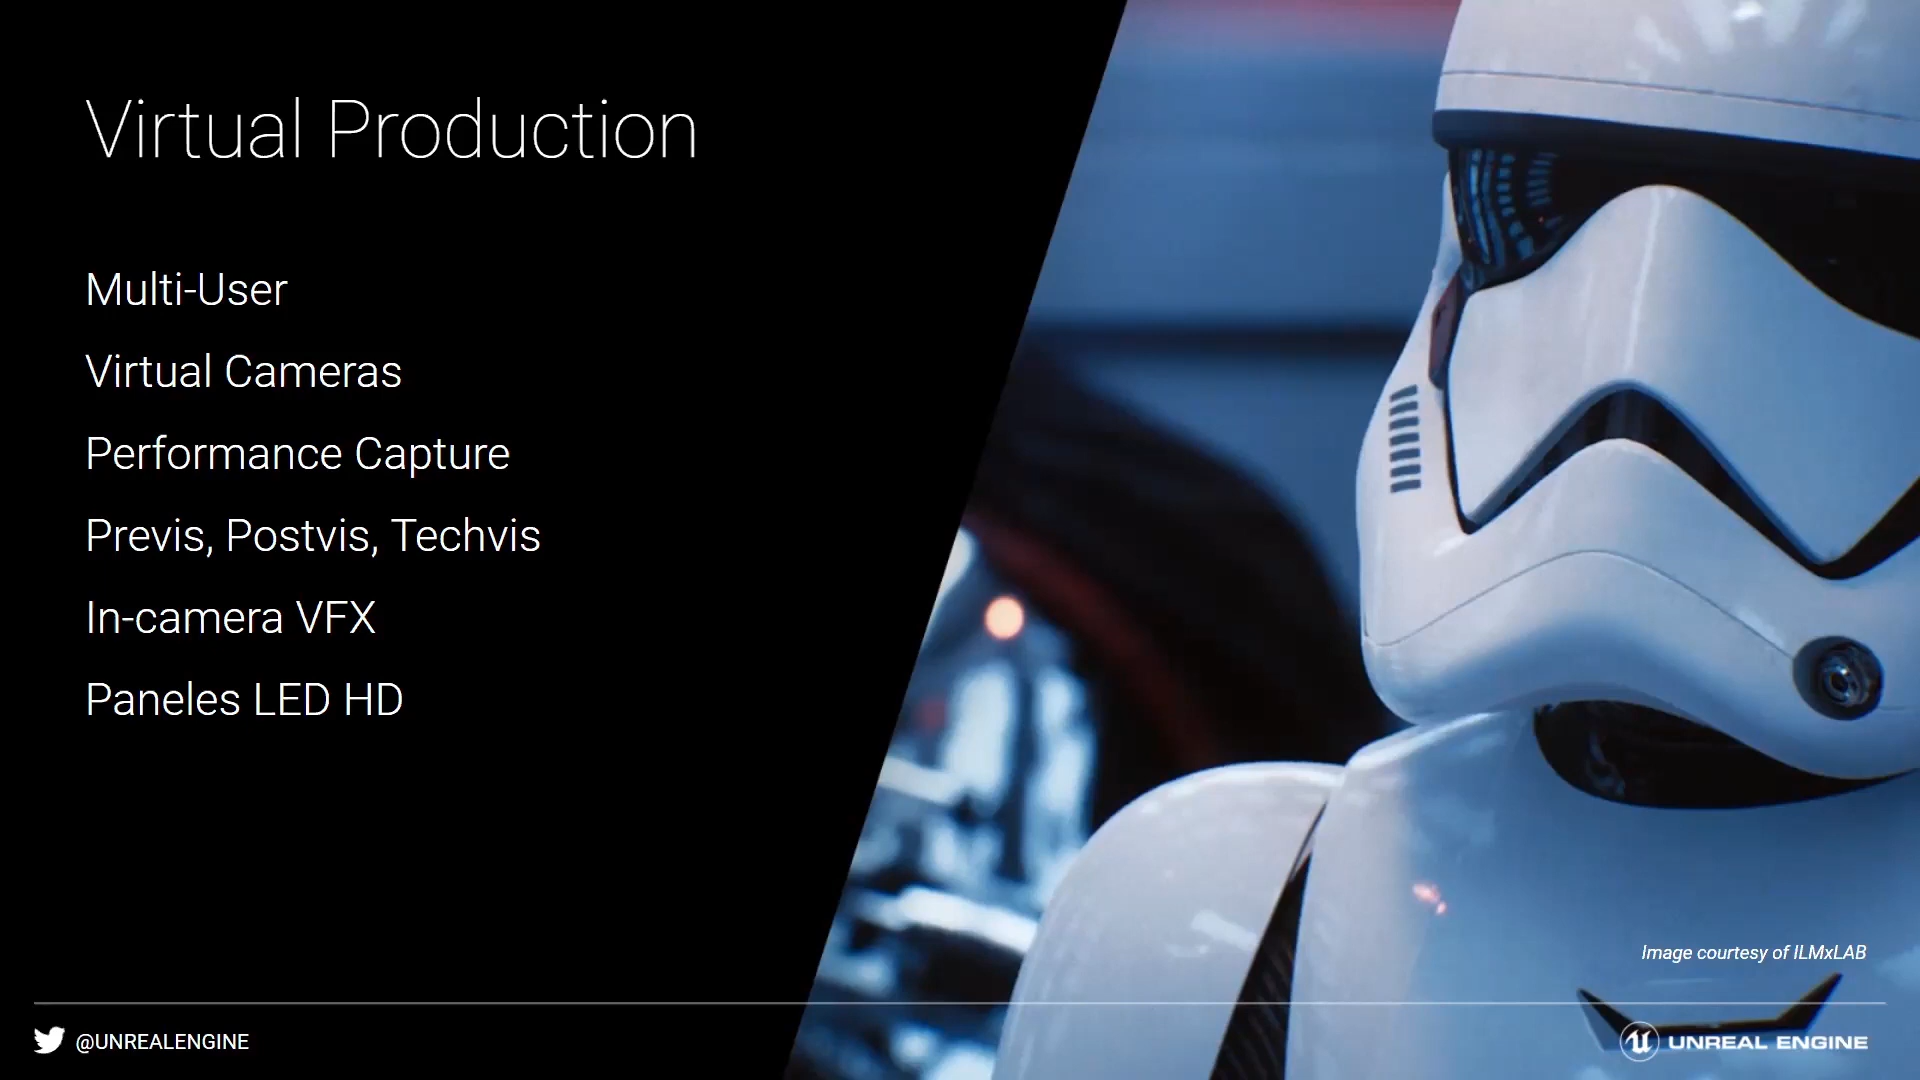 Virtual Production
Multi-User
Virtual Cameras
Performance Capture
Previs, Postvis, Techvis
In-camera VFX
Paneles LED HD
Image courtesy of ILMxLAB
@UNREALENGINE
UNREAL ENGINE